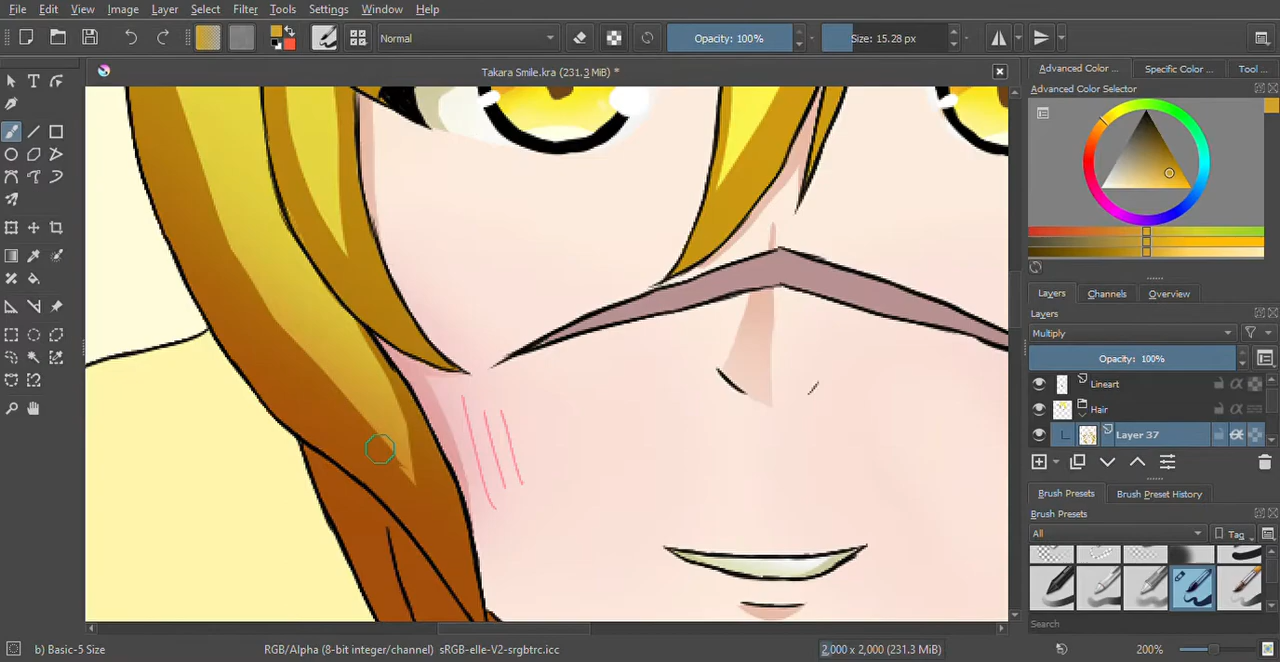 File Edit View Image Layer Select Filter Tools Settings Window Help
Normal Opacity: 100% Size: 15.28 px
Takara Smile.kra (231.3 MiB) *
Advanced Color ... Specific Color ... Tool ...
Advanced Color Selector
Layers Channels Overview
Layers
Multiply
Opacity: 100%
Lineart
Hair
Layer 37
Brush Presets Brush Preset History
Brush Presets
All Tag
Search
b) Basic-5 Size RGB/Alpha (8-bit integer/channel) sRGB-elle-V2-srgbtrc.icc 2,000 x 2,000 (231.3 MiB) 200%